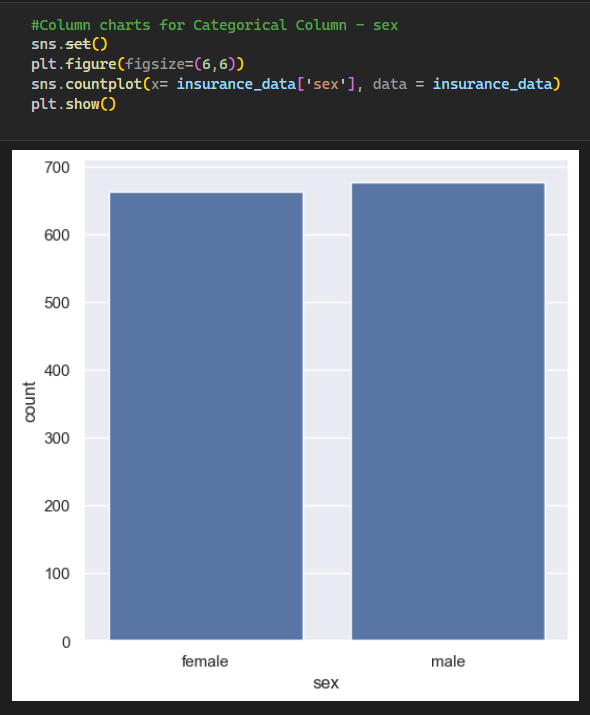 #Column charts for Categorical Column - sex
sns.set()
plt.figure(figsize=(6,6))
sns.countplot(x= insurance_data['sex'], data = insurance_data)
plt.show()
700
600
500
400
300
200
100
0
count
female male
sex